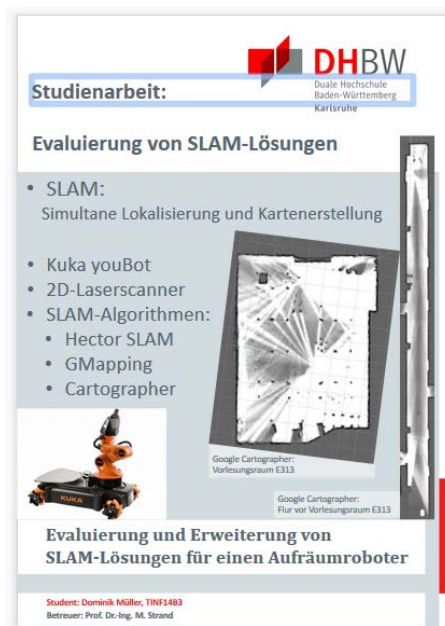 DHBW
Duale Hochschule
Baden-Württemberg
Karlsruhe
Studienarbeit:
Evaluierung von SLAM-Lösungen
• SLAM:
Simultane Lokalisierung und Kartenerstellung
• Kuka youBot
• 2D-Laserscanner
• SLAM-Algorithmen:
• Hector SLAM
• GMapping
• Cartographer
KUKA
Google Cartographer:
Vorlesungsraum E313
Google Cartographer:
Flur vor Vorlesungsraum E313
Evaluierung und Erweiterung von
SLAM-Lösungen für einen Aufräumroboter
Student: Dominik Müller, TINF14B3
Betreuer: Prof. Dr.-Ing. M. Strand